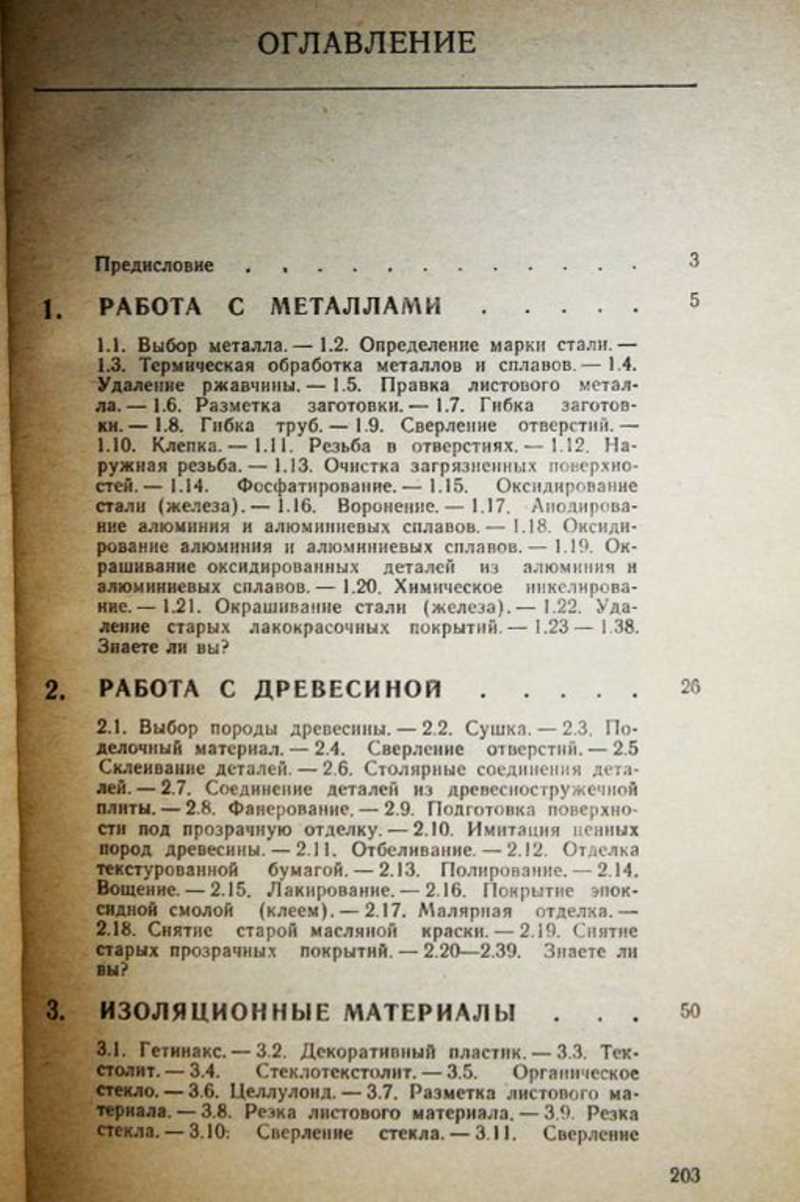 ОГЛАВЛЕНИЕ
Предисловие . . . . . . . . . . . . 3
1. РАБОТА С МЕТАЛЛАМИ . . . . . 5
1.1. Выбор металла. — 1.2. Определение марки стали. —
1.3. Термическая обработка металлов и сплавов. — 1.4.
Удаление ржавчины. — 1.5. Правка листового метал-
ла. — 1.6. Разметка заготовки. — 1.7. Гибка заготов-
ки. — 1.8. Гибка труб. — 1.9. Сверление отверстий. —
1.10. Клепка. — 1.11. Резьба в отверстиях. — 1.12. На-
ружная резьба. — 1.13. Очистка загрязненных поверхно-
стей. — 1.14. Фосфатирование. — 1.15. Оксидирование
стали (железа). — 1.16. Воронение. — 1.17. Анодирова-
ние алюминия и алюминиевых сплавов. — 1.18. Оксиди-
рование алюминия и алюминиевых сплавов. — 1.19. Ок-
рашивание оксидированных деталей из алюминия и
алюминиевых сплавов. — 1.20. Химическое никелирова-
ние. — 1.21. Окрашивание стали (железа). — 1.22. Уда-
ление старых лакокрасочных покрытий. — 1.23 — 1.38.
Знаете ли вы?
2. РАБОТА С ДРЕВЕСИНОЙ . . . . . 26
2.1. Выбор породы древесины. — 2.2. Сушка. — 2.3. По-
делочный материал. — 2.4. Сверление отверстий. — 2.5
Склеивание деталей. — 2.6. Столярные соединения дета-
лей. — 2.7. Соединение деталей из древесностружечной
плиты. — 2.8. Фанерование. — 2.9. Подготовка поверхно-
сти под прозрачную отделку. — 2.10. Имитация ценных
пород древесины. — 2.11. Отбеливание. — 2.12. Отделка
текстурованной бумагой. — 2.13. Полирование. — 2.14.
Вощение. — 2.15. Лакирование. — 2.16. Покрытие эпок-
сидной смолой (клеем). — 2.17. Малярная отделка. —
2.18. Снятие старой масляной краски. — 2.19. Снятие
старых прозрачных покрытий. — 2.20—2.39. Знаете ли
вы?
3. ИЗОЛЯЦИОННЫЕ МАТЕРИАЛЫ . . . 50
3.1. Гетинакс. — 3.2. Декоративный пластик. — 3.3. Тек-
столит. — 3.4. Стеклотекстолит. — 3.5. Органическое
стекло. — 3.6. Целлулоид. — 3.7. Разметка листового ма-
териала. — 3.8. Резка листового материала. — 3.9. Резка
стекла. — 3.10. Сверление стекла. — 3.11. Сверление
203